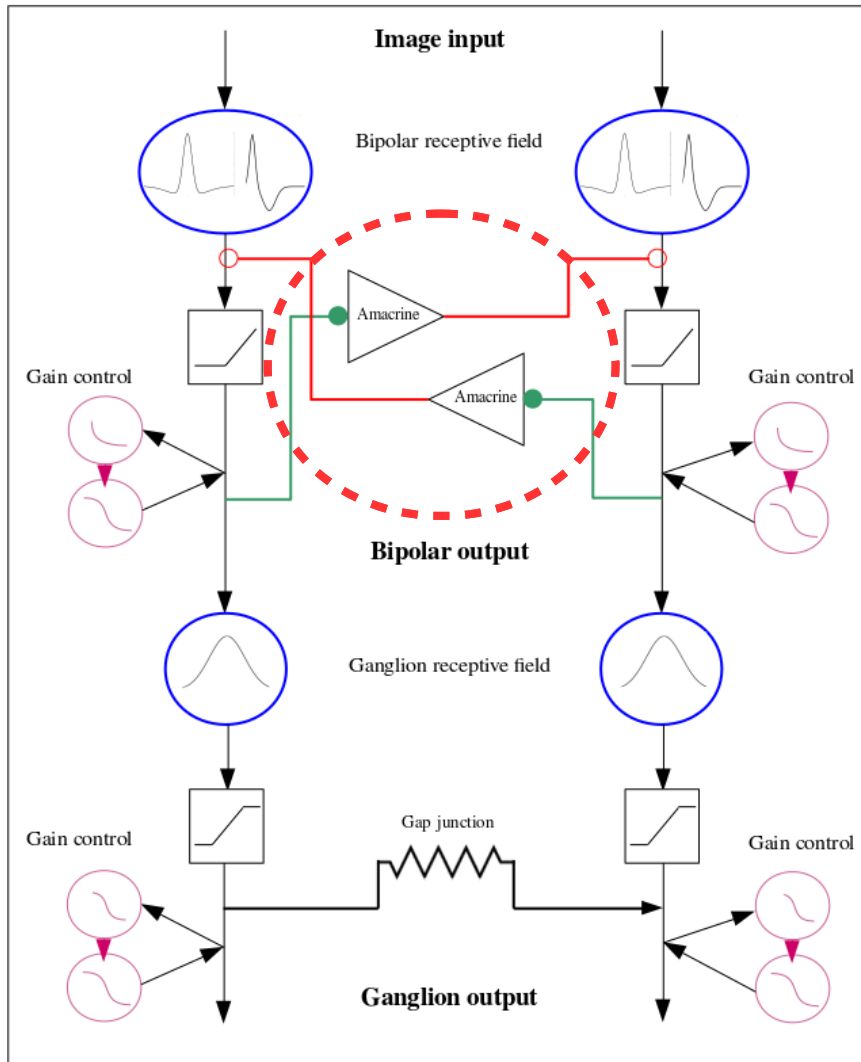 Image input
Bipolar receptive field
Amacrine
Amacrine
Gain control
Gain control
Bipolar output
Ganglion receptive field
Gap junction
Gain control
Gain control
Ganglion output